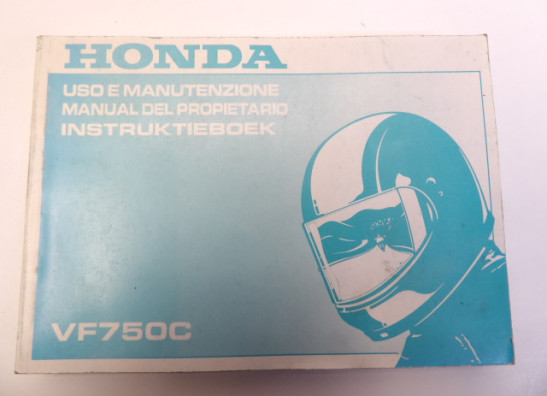 HONDA
USO E MANUTENZIONE
MANUAL DEL PROPIETARIO
INSTRUKTIEBOEK
VF750C